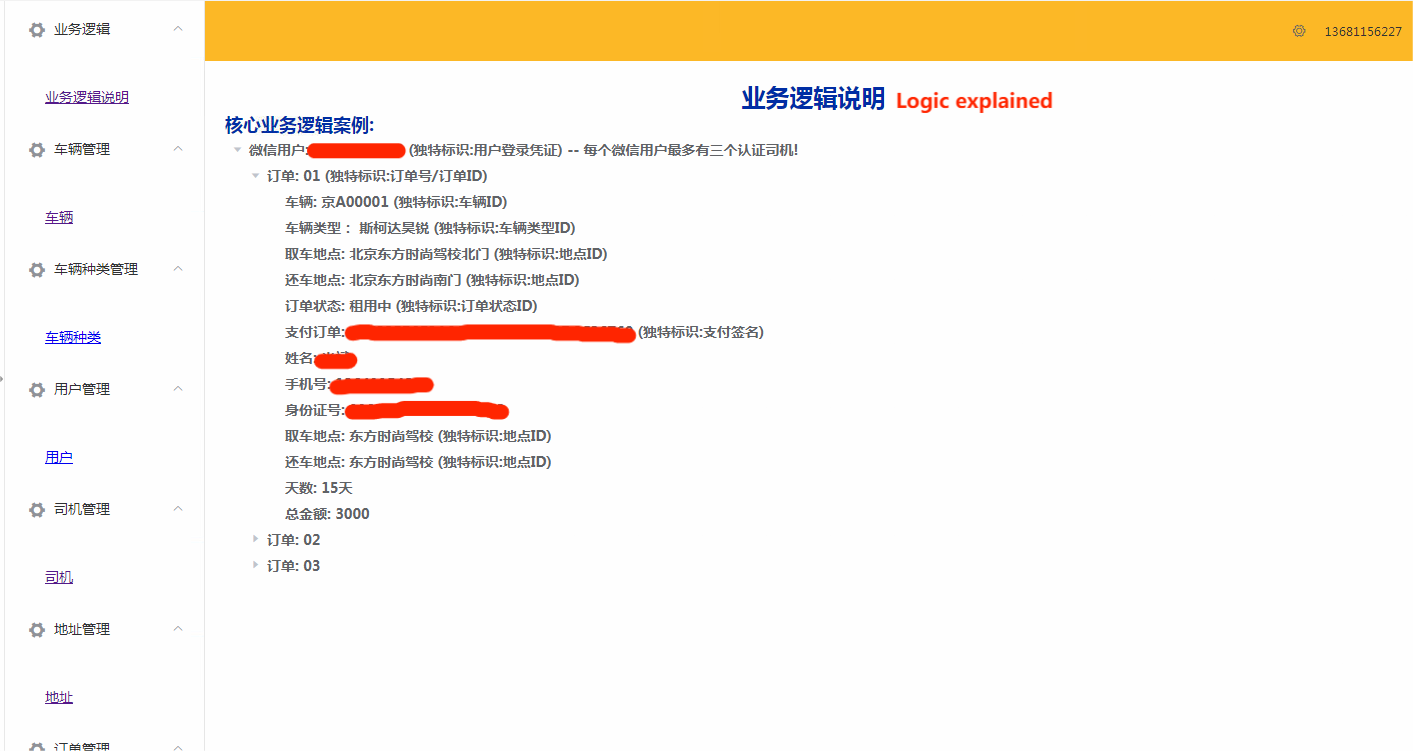 业务逻辑
13681156227
业务逻辑说明
车辆管理
车辆
车辆种类管理
车辆种类
用户管理
用户
司机管理
司机
地址管理
地址
订单管理
业务逻辑说明 Logic explained
核心业务逻辑案例:
微信用户: (独特标识:用户登录凭证) -- 每个微信用户最多有三个认证司机!
订单: 01 (独特标识:订单号/订单ID)
车辆: 京A00001 (独特标识:车辆ID)
车辆类型 : 斯柯达昊锐 (独特标识:车辆类型ID)
取车地点: 北京东方时尚驾校北门 (独特标识:地点ID)
还车地点: 北京东方时尚南门 (独特标识:地点ID)
订单状态: 租用中 (独特标识:订单状态ID)
支付订单: (独特标识:支付签名)
姓名:
手机号:
身份证号:
取车地点: 东方时尚驾校 (独特标识:地点ID)
还车地点: 东方时尚驾校 (独特标识:地点ID)
天数: 15天
总金额: 3000
订单: 02
订单: 03